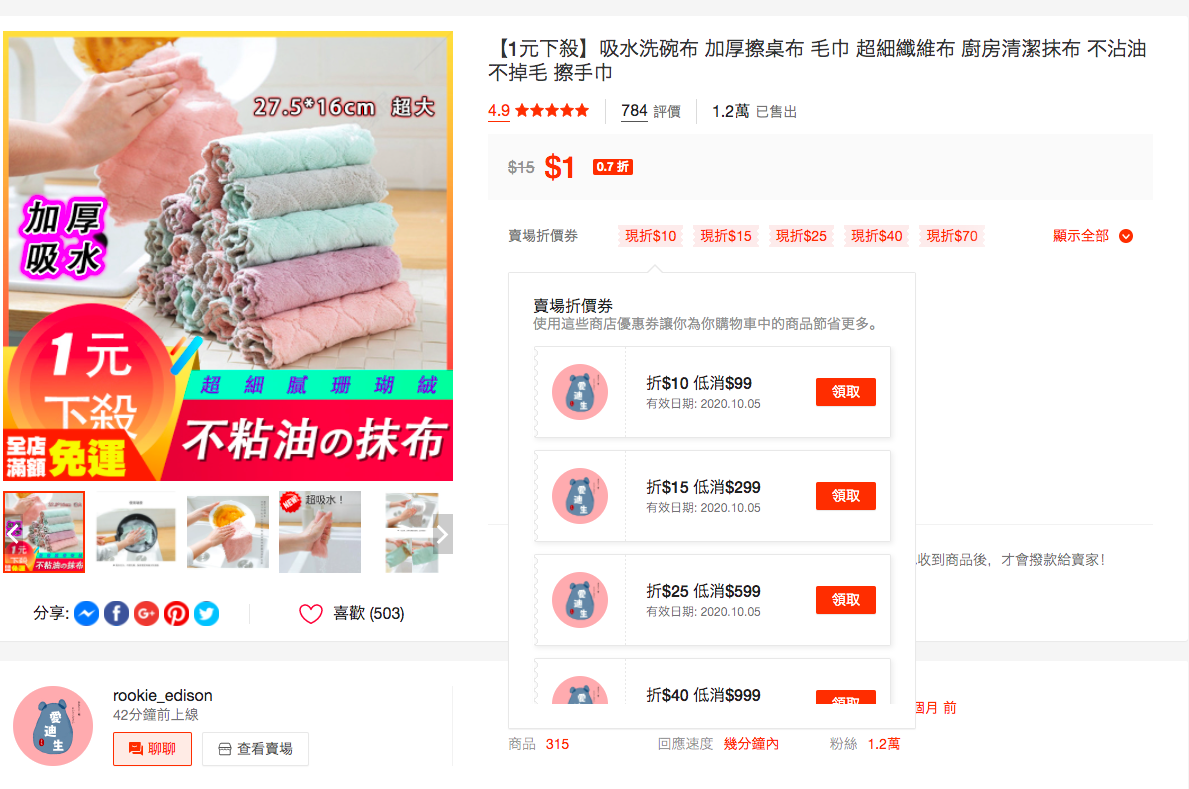 【1元下殺】吸水洗碗布 加厚擦桌布 毛巾 超細纖維布 廚房清潔抹布 不沾油
不掉毛 擦手巾
4.9
784 評價
1.2萬 已售出
$15 $1 0.7 折
賣場折價券
現折$10
現折$15
現折$25
現折$40
現折$70
顯示全部
賣場折價券
使用這些商店優惠券讓你為你購物車中的商品節省更多。
愛迪生
折$10 低消$99
有效日期: 2020.10.05
領取
愛迪生
折$15 低消$299
有效日期: 2020.10.05
領取
愛迪生
折$25 低消$599
有效日期: 2020.10.05
領取
折$40 低消$999
領取
收到商品後，才會撥款給賣家!
27.5*16cm 超大
加厚
吸水
1元
下殺
全店
滿額
免運
超細膩珊瑚絨
不粘油の抹布
超吸水！
分享:
喜歡 (503)
愛迪生
rookie_edison
42分鐘前上線
聊聊
查看賣場
個月 前
商品 315
回應速度 幾分鐘內
粉絲 1.2萬